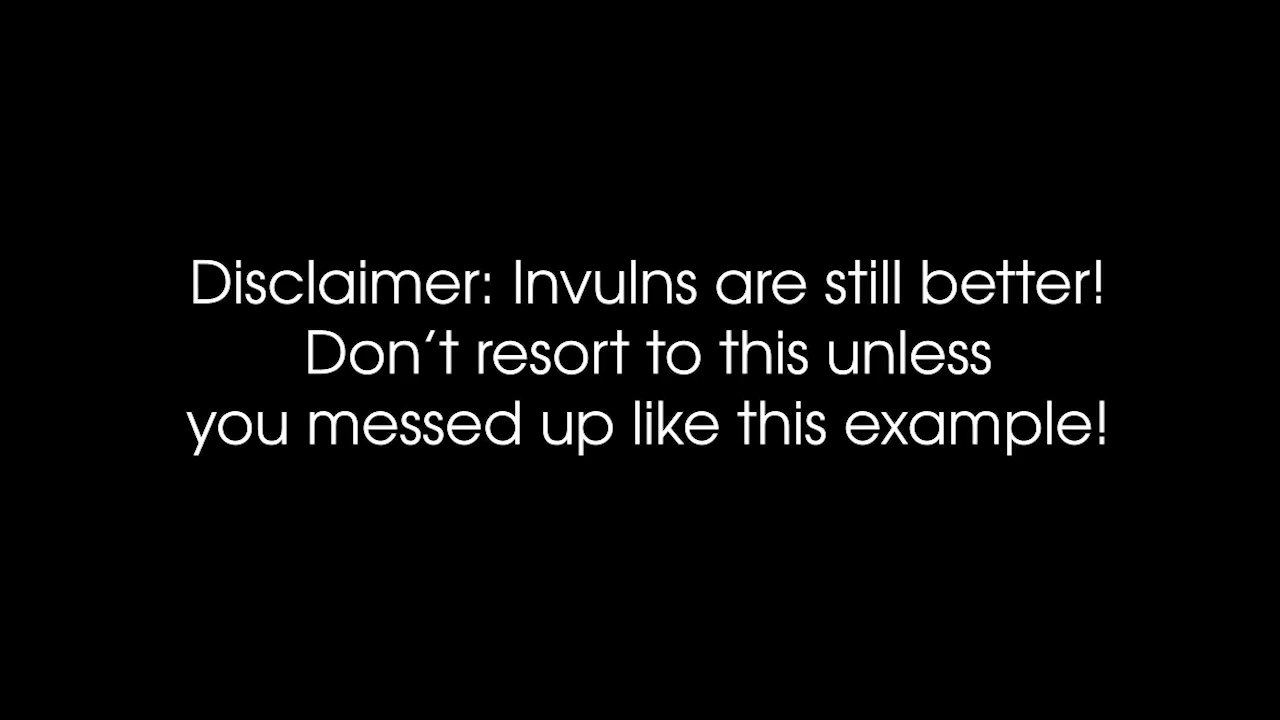 Disclaimer: Invulns are still better!
Don‘t resort to this unless
you messed up like this example!